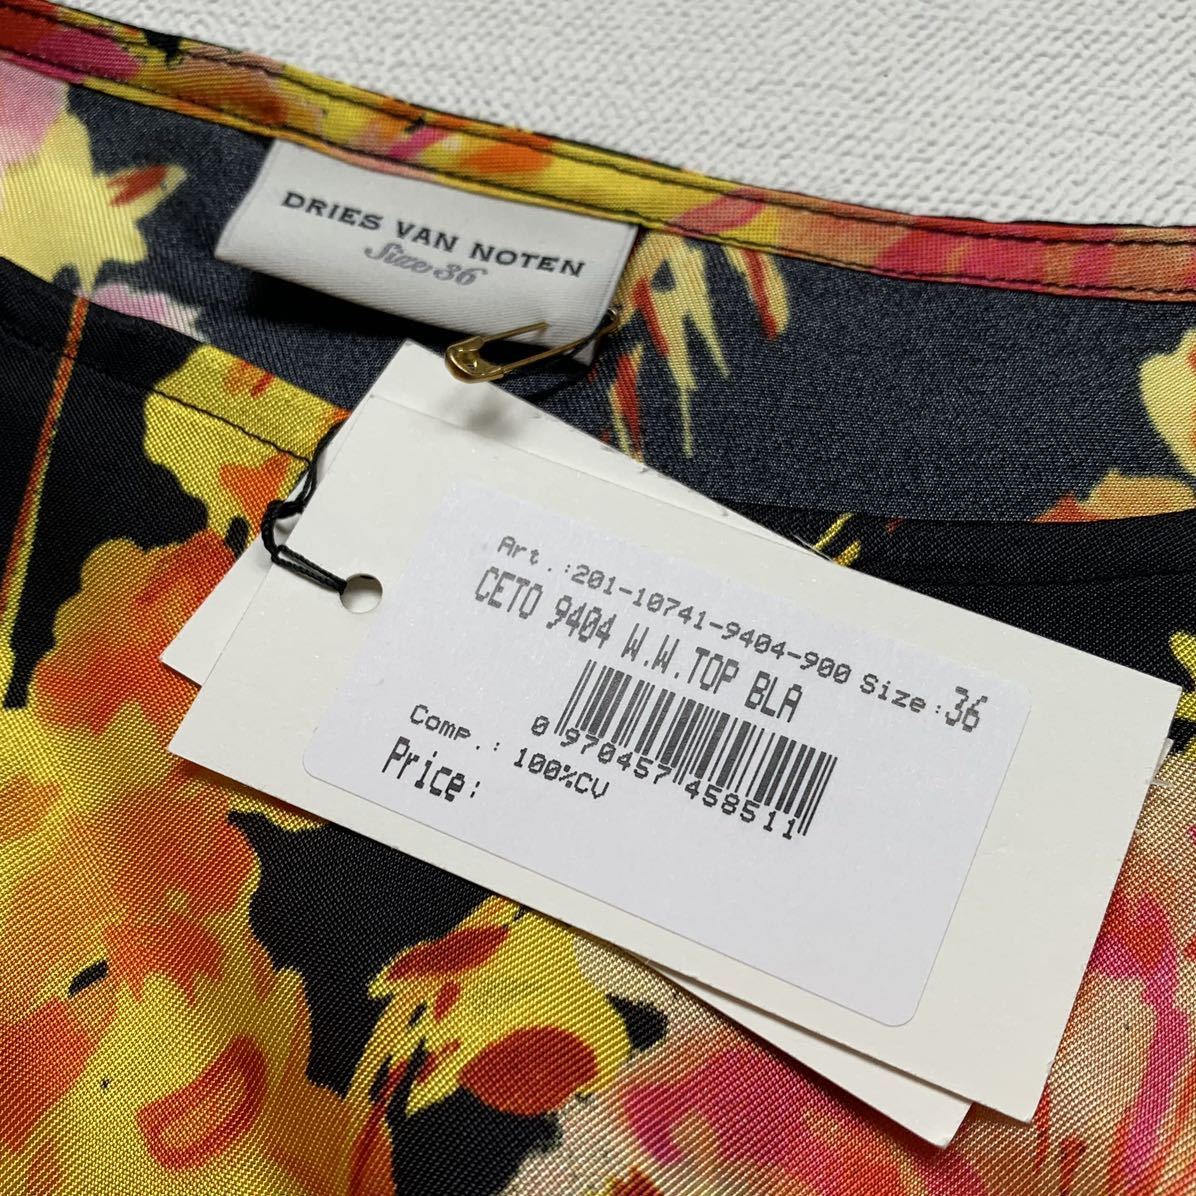 DRIES VAN NOTEN
Size 36
Art.:201-10741-9404-900 Size:36
CETO 9404 W.W.TOP BLA
0 970457 458511
Comp.: 100%CV
Price: